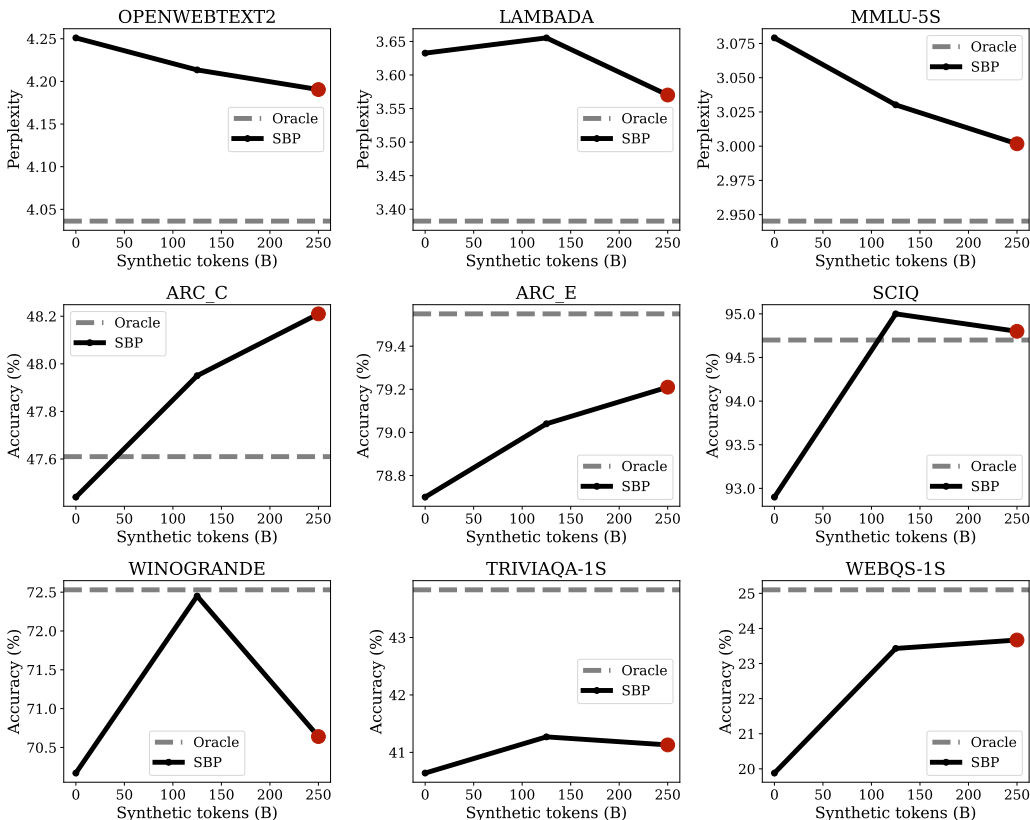 OPENWEBTEXT2
Perplexity
4.25
4.20
4.15
4.10
4.05
Oracle
SBP
0 50 100 150 200 250
Synthetic tokens (B)
LAMBADA
Perplexity
3.65
3.60
3.55
3.50
3.45
3.40
Oracle
SBP
0 50 100 150 200 250
Synthetic tokens (B)
MMLU-5S
Perplexity
3.075
3.050
3.025
3.000
2.975
2.950
Oracle
SBP
0 50 100 150 200 250
Synthetic tokens (B)
ARC_C
Accuracy (%)
48.2
48.0
47.8
47.6
Oracle
SBP
0 50 100 150 200 250
Synthetic tokens (B)
ARC_E
Accuracy (%)
79.4
79.2
79.0
78.8
Oracle
SBP
0 50 100 150 200 250
Synthetic tokens (B)
SCIQ
Accuracy (%)
95.0
94.5
94.0
93.5
93.0
Oracle
SBP
0 50 100 150 200 250
Synthetic tokens (B)
WINOGRANDE
Accuracy (%)
72.5
72.0
71.5
71.0
70.5
Oracle
SBP
0 50 100 150 200 250
Synthetic tokens (B)
TRIVIAQA-1S
Accuracy (%)
43
42
41
Oracle
SBP
0 50 100 150 200 250
Synthetic tokens (B)
WEBQS-1S
Accuracy (%)
25
24
23
22
21
20
Oracle
SBP
0 50 100 150 200 250
Synthetic tokens (B)